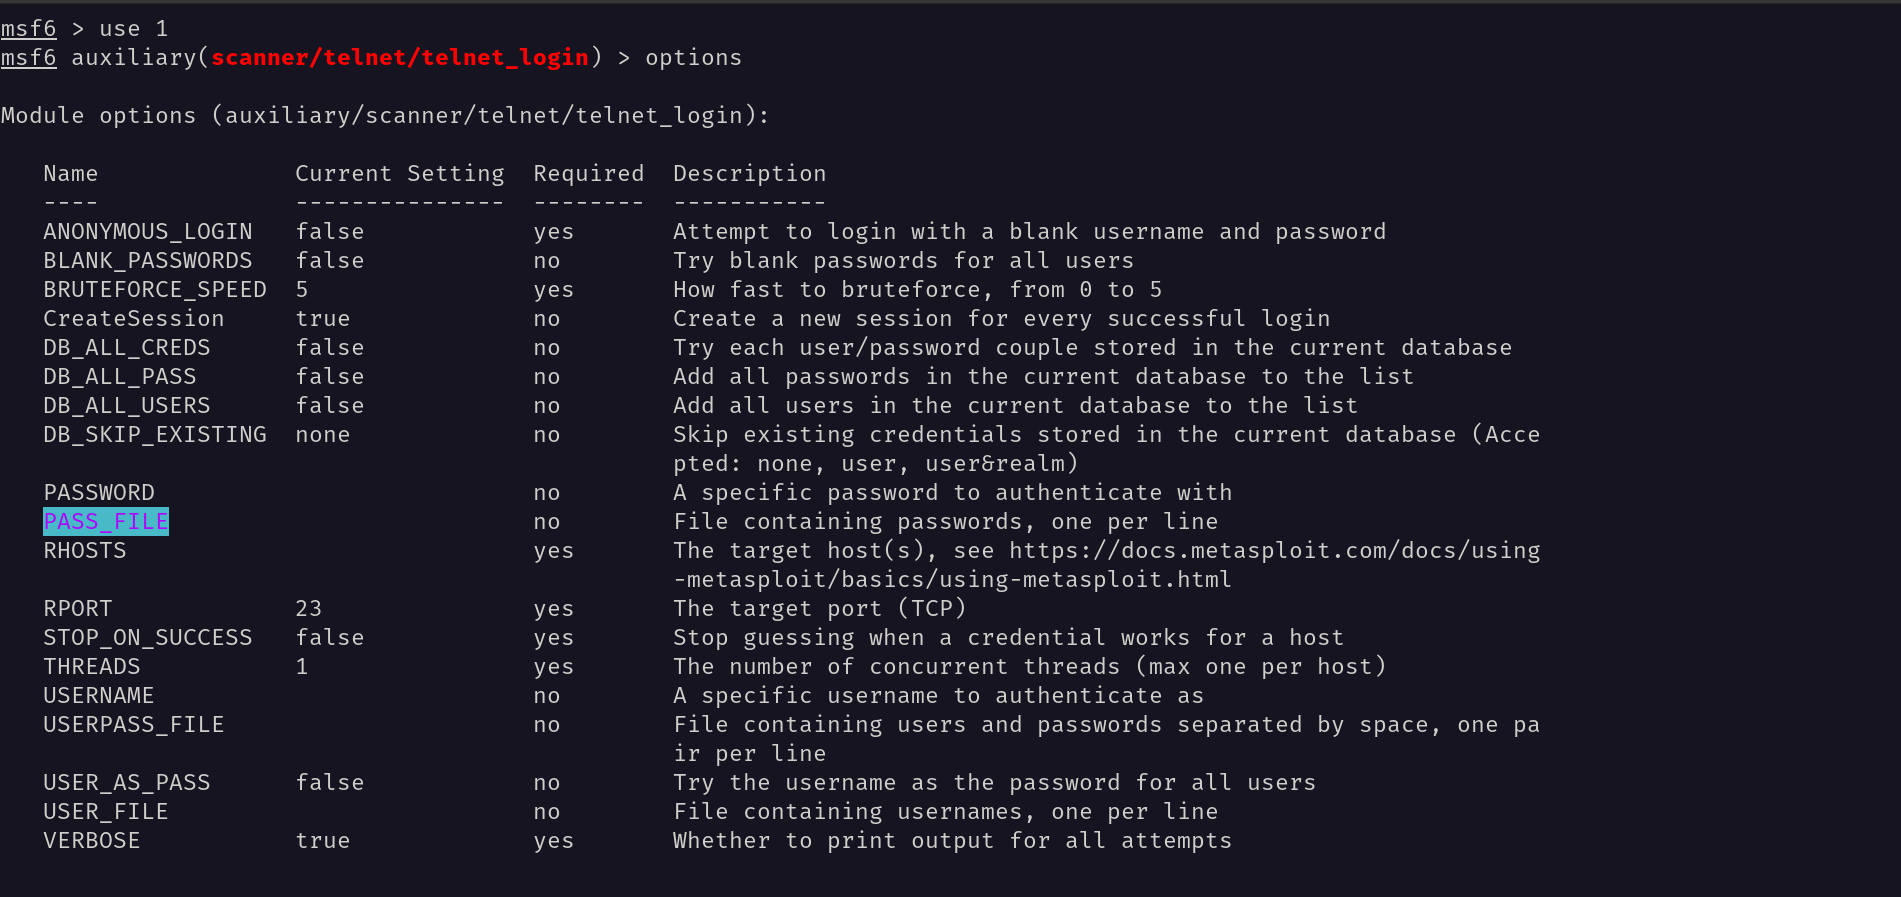 msf6 > use 1
msf6 auxiliary(scanner/telnet/telnet_login) > options
Module options (auxiliary/scanner/telnet/telnet_login):
   Name             Current Setting  Required  Description
   ----             ---------------  --------  -----------
   ANONYMOUS_LOGIN  false            yes       Attempt to login with a blank username and password
   BLANK_PASSWORDS  false            no        Try blank passwords for all users
   BRUTEFORCE_SPEED 5                yes       How fast to bruteforce, from 0 to 5
   CreateSession    true             no        Create a new session for every successful login
   DB_ALL_CREDS     false            no        Try each user/password couple stored in the current database
   DB_ALL_PASS      false            no        Add all passwords in the current database to the list
   DB_ALL_USERS     false            no        Add all users in the current database to the list
   DB_SKIP_EXISTING none             no        Skip existing credentials stored in the current database (Acce
                                               pted: none, user, user&realm)
   PASSWORD                          no        A specific password to authenticate with
   PASS_FILE                         no        File containing passwords, one per line
   RHOSTS                            yes       The target host(s), see https://docs.metasploit.com/docs/using
                                               -metasploit/basics/using-metasploit.html
   RPORT            23               yes       The target port (TCP)
   STOP_ON_SUCCESS  false            yes       Stop guessing when a credential works for a host
   THREADS          1                yes       The number of concurrent threads (max one per host)
   USERNAME                          no        A specific username to authenticate as
   USERPASS_FILE                     no        File containing users and passwords separated by space, one pa
                                               ir per line
   USER_AS_PASS     false            no        Try the username as the password for all users
   USER_FILE                         no        File containing usernames, one per line
   VERBOSE          true             yes       Whether to print output for all attempts